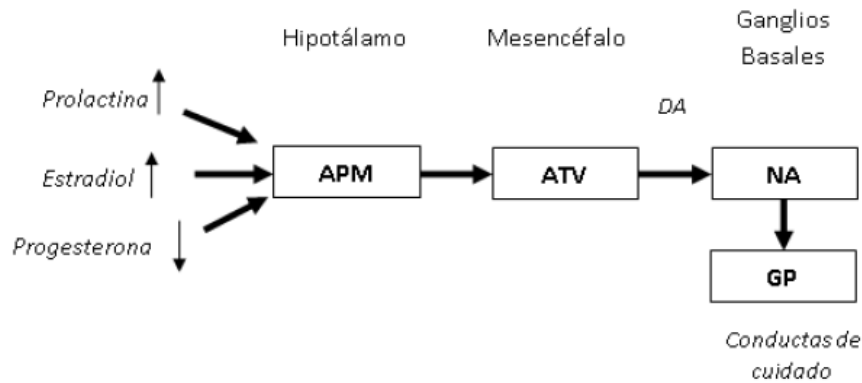 Hipotálamo
Mesencéfalo
Ganglios
Basales
Prolactina
DA
Estradiol
APM
ATV
NA
Progesterona
GP
Conductas de
cuidado